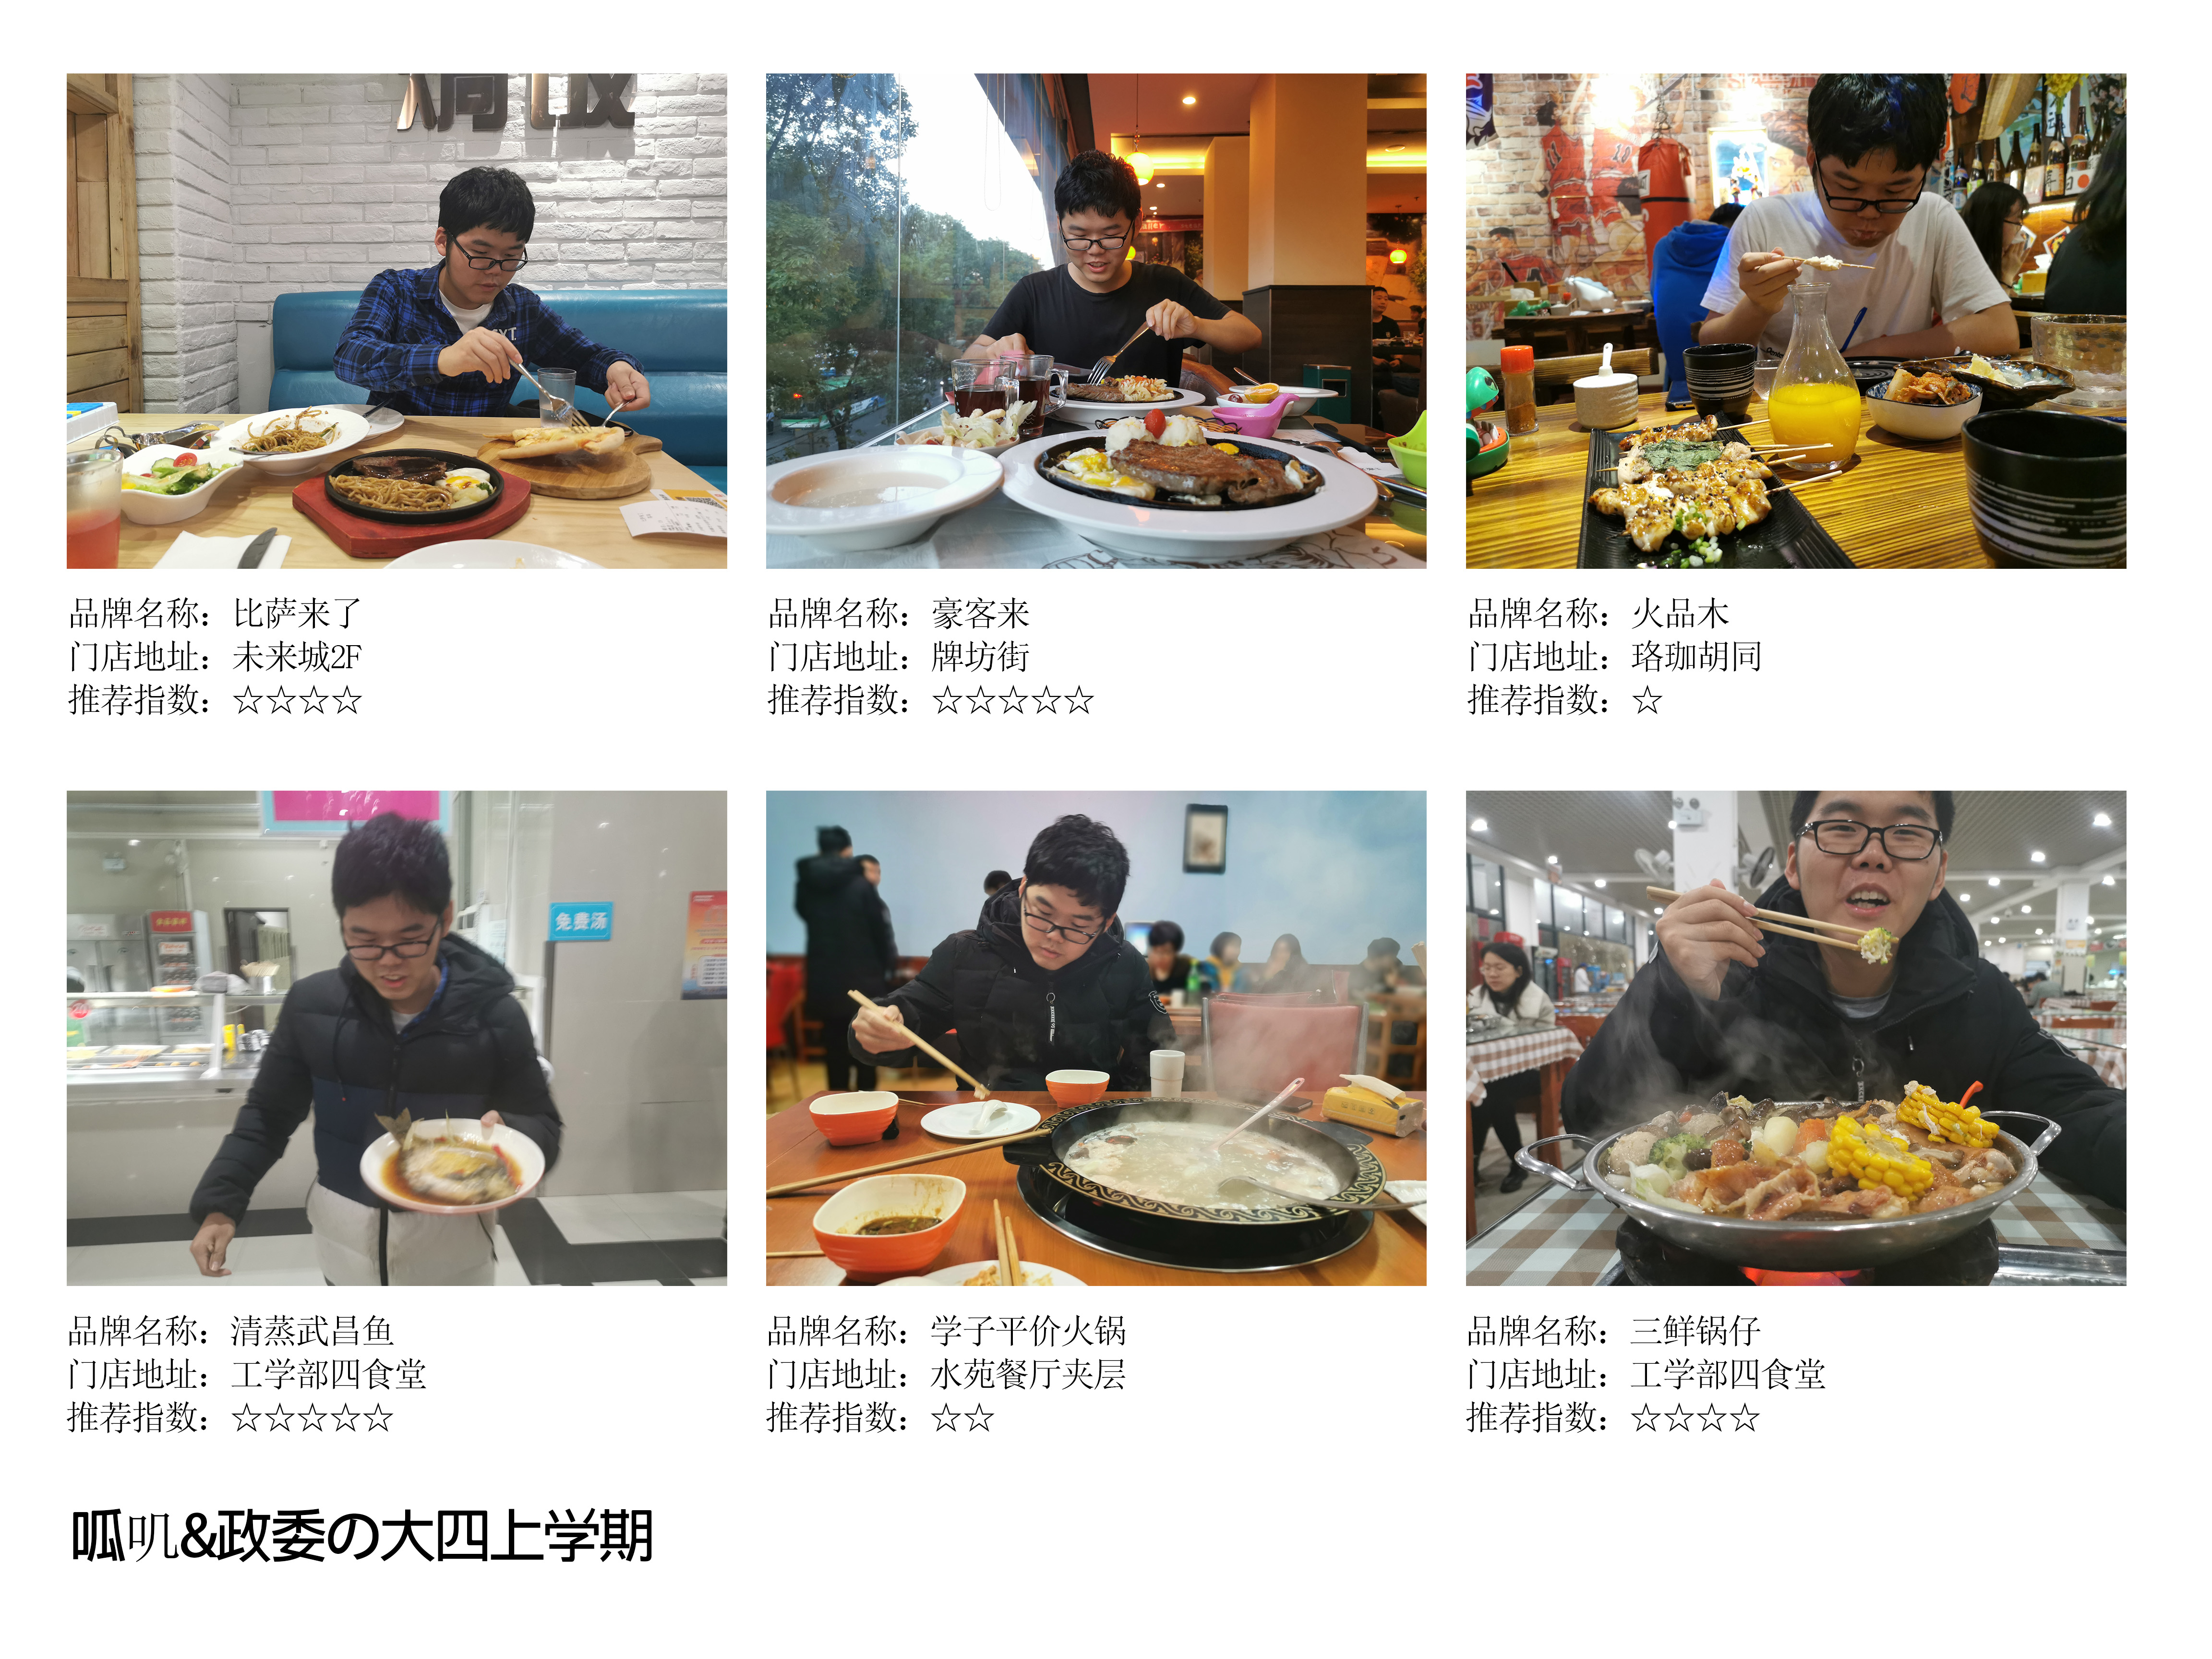 品牌名称：比萨来了
门店地址：未来城2F
推荐指数：☆☆☆☆
品牌名称：豪客来
门店地址：牌坊街
推荐指数：☆☆☆☆☆
品牌名称：火品木
门店地址：珞珈胡同
推荐指数：☆
免费汤
品牌名称：清蒸武昌鱼
门店地址：工学部四食堂
推荐指数：☆☆☆☆☆
品牌名称：学子平价火锅
门店地址：水苑餐厅夹层
推荐指数：☆☆
品牌名称：三鲜锅仔
门店地址：工学部四食堂
推荐指数：☆☆☆☆
呱叽&政委の大四上学期